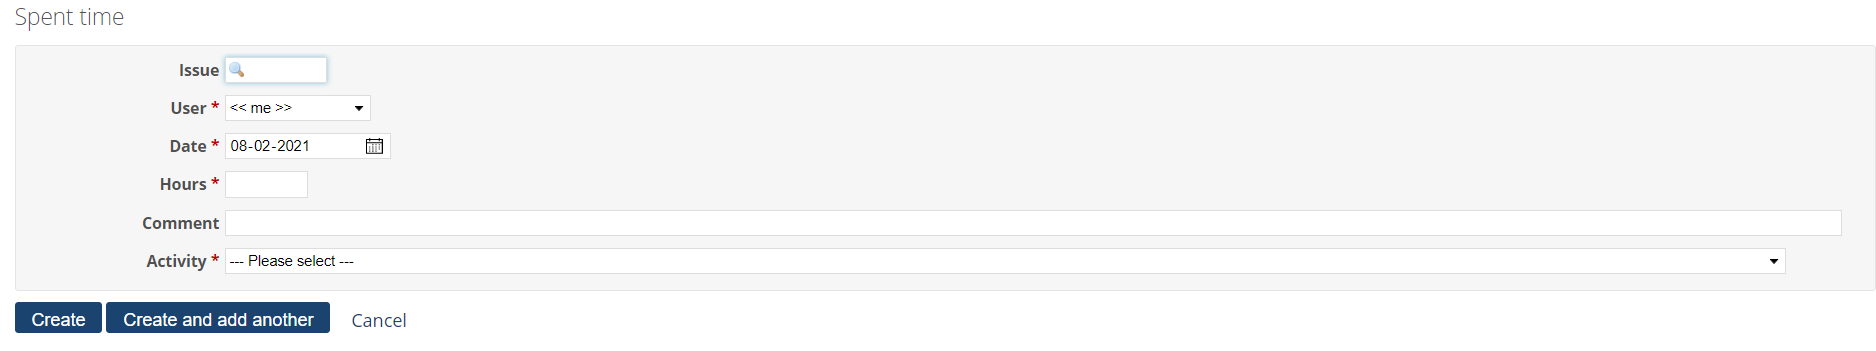 Spent time
Issue
User * << me >>
Date * 08-02-2021
Hours *
Comment
Activity * --- Please select ---
Create Create and add another Cancel